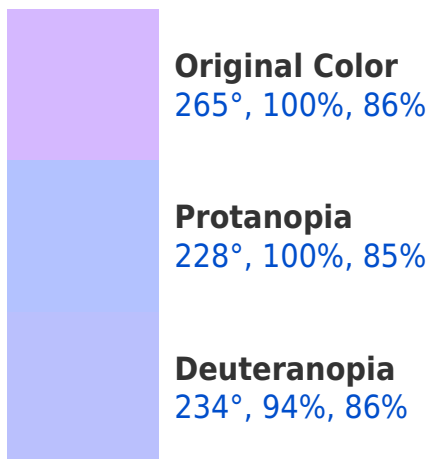 Original Color
265°, 100%, 86%
Protanopia
228°, 100%, 85%
Deuteranopia
234°, 94%, 86%